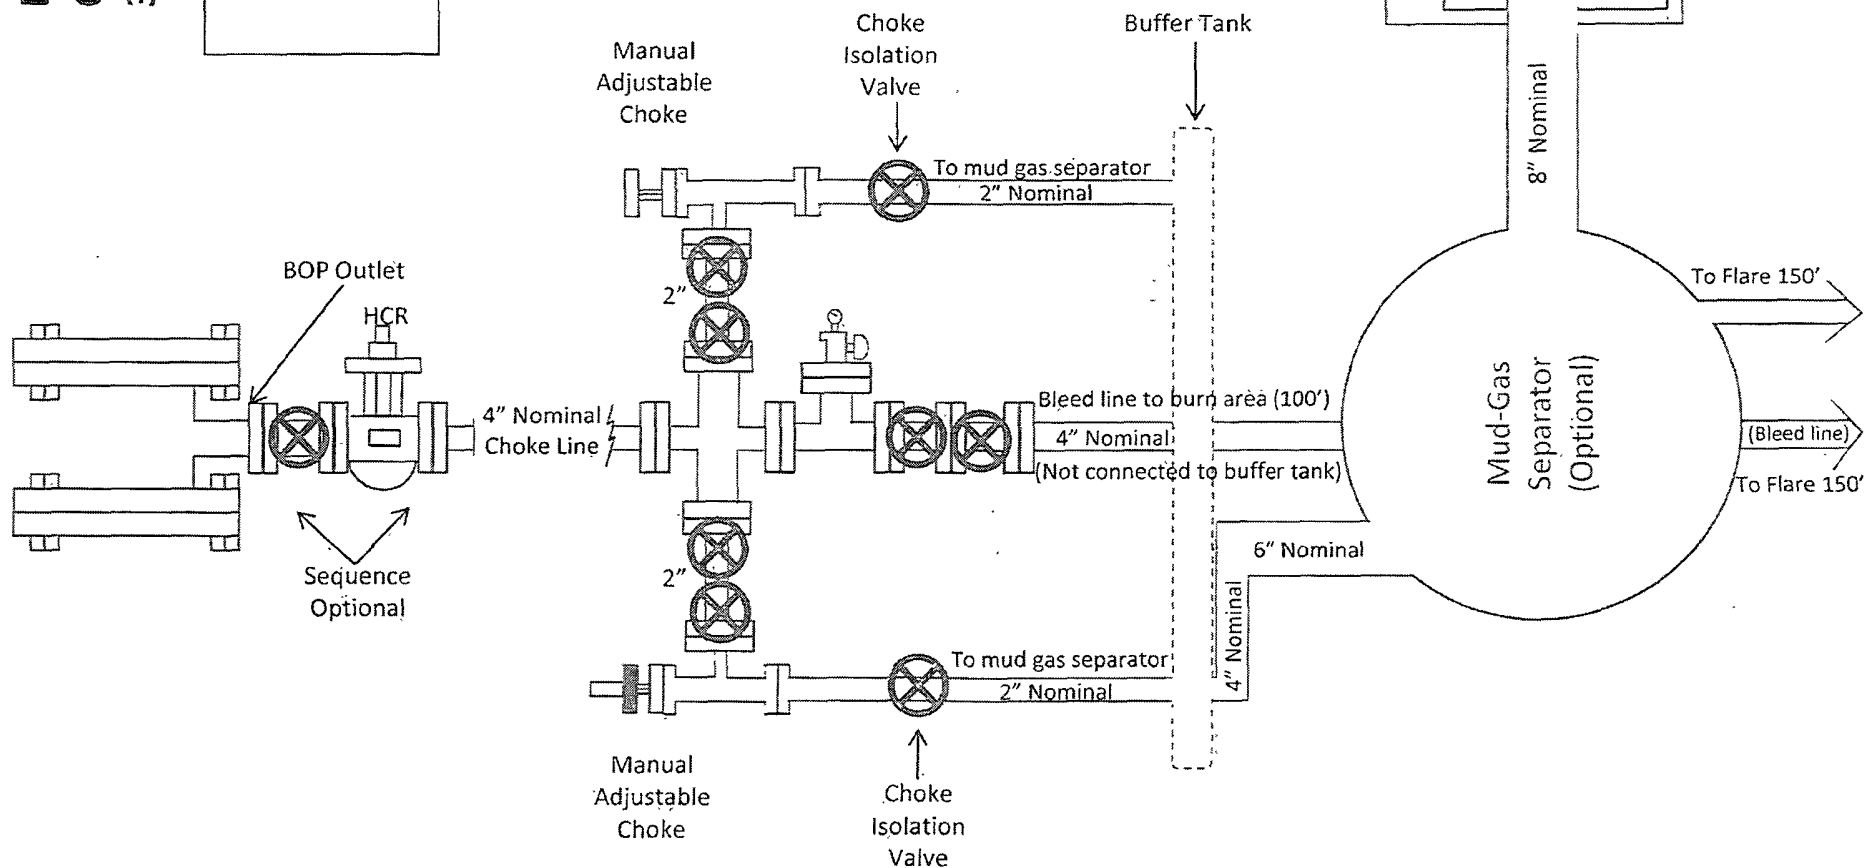 Manual
Adjustable
Choke
Choke
Isolation
Valve
Buffer Tank
8" Nominal
To mud gas separator
2" Nominal
BOP Outlet
HCR
2"
To Flare 150'
4" Nominal
Choke Line
Bleed line to burn area (100')
4" Nominal
(Not connected to buffer tank)
Mud-Gas
Separator
(Optional)
(Bleed line)
To Flare 150'
Sequence
Optional
2"
6" Nominal
4" Nominal
To mud gas separator
2" Nominal
Manual
Adjustable
Choke
Choke
Isolation
Valve